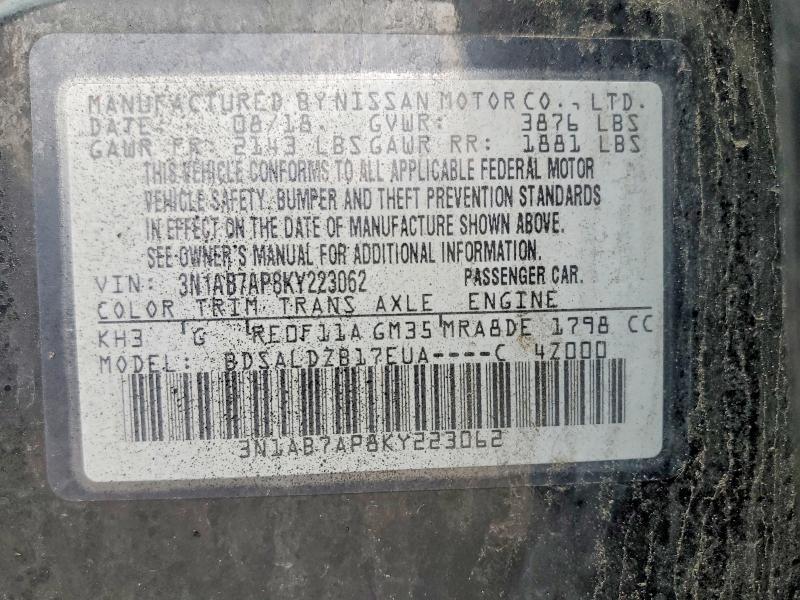 MANUFACTURED BY NISSAN MOTOR CO., LTD.
DATE: 08/18. GVWR: 3876 LBS
GAWR FR: 2143 LBS GAWR RR: 1881 LBS
THIS VEHICLE CONFORMS TO ALL APPLICABLE FEDERAL MOTOR
VEHICLE SAFETY, BUMPER AND THEFT PREVENTION STANDARDS
IN EFFECT ON THE DATE OF MANUFACTURE SHOWN ABOVE.
SEE OWNER'S MANUAL FOR ADDITIONAL INFORMATION.
VIN: 3N1AB7AP8KY223062 PASSENGER CAR.
COLOR TRIM TRANS AXLE ENGINE
KH3 G RE0F11A GM35 MRA8DE 1798 CC
MODEL: BDSALDZB17EUA----C 4Z000
3N1AB7AP8KY223062